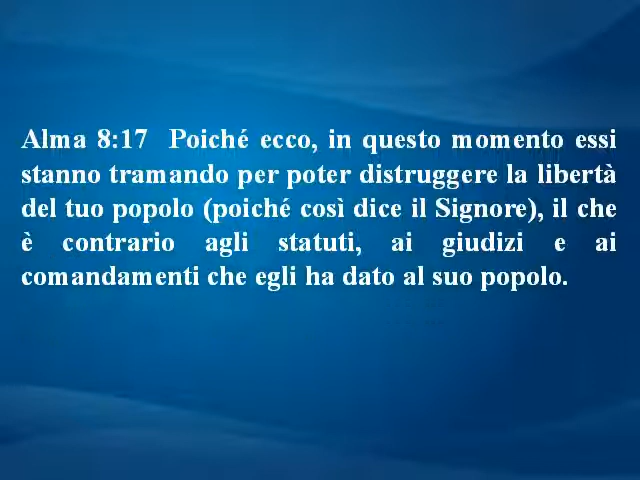 Alma 8:17 Poiché ecco, in questo momento essi
stanno tramando per poter distruggere la libertà
del tuo popolo (poiché così dice il Signore), il che
è contrario agli statuti, ai giudizi e ai
comandamenti che egli ha dato al suo popolo.